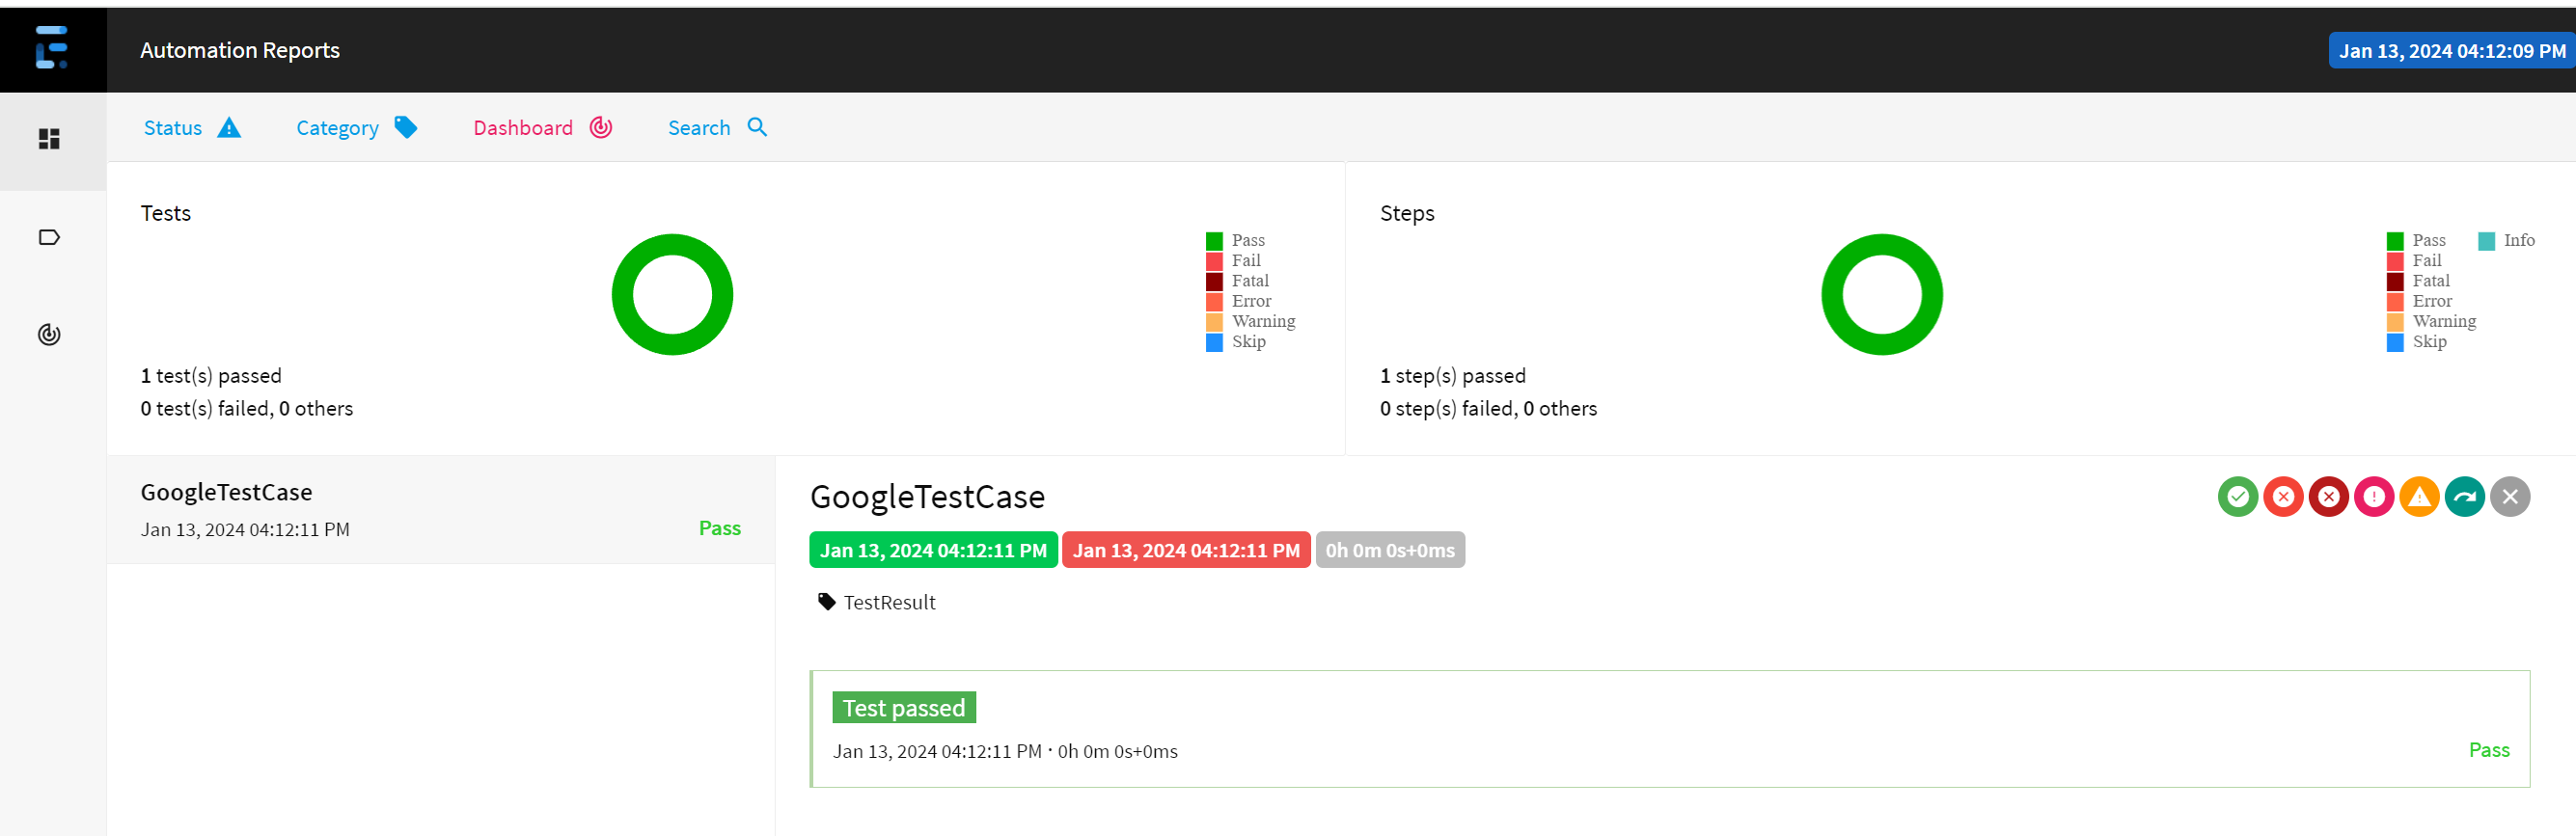 Automation Reports
Jan 13, 2024 04:12:09 PM
Status
Category
Dashboard
Search
Tests
Pass
Fail
Fatal
Error
Warning
Skip
1 test(s) passed
0 test(s) failed, 0 others
Steps
Pass
Info
Fail
Fatal
Error
Warning
Skip
1 step(s) passed
0 step(s) failed, 0 others
GoogleTestCase
Jan 13, 2024 04:12:11 PM
Pass
GoogleTestCase
Jan 13, 2024 04:12:11 PM Jan 13, 2024 04:12:11 PM 0h 0m 0s+0ms
TestResult
Test passed
Jan 13, 2024 04:12:11 PM · 0h 0m 0s+0ms
Pass